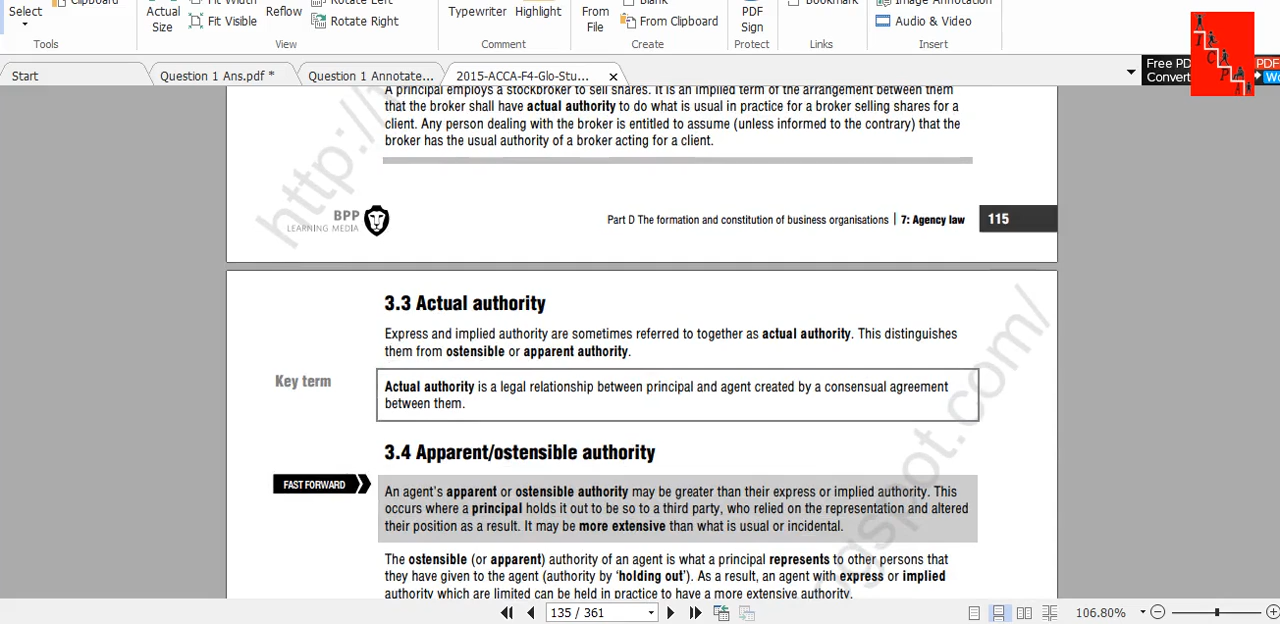 Select
Clipboard
Actual
Size
Fit Width
Fit Visible
Reflow
Rotate Left
Rotate Right
Tools
View
Typewriter
Highlight
Comment
From
File
Blank
From Clipboard
Create
PDF
Sign
Protect
Bookmark
Links
Image Annotation
Audio & Video
Insert
I
C
P
A
Start
Question 1 Ans.pdf *
Question 1 Annotate...
2015-ACCA-F4-Glo-Stu...
Free PD
Convert
PDF
Wo
A principal employs a stockbroker to sell shares. It is an implied term of the arrangement between them
that the broker shall have actual authority to do what is usual in practice for a broker selling shares for a
client. Any person dealing with the broker is entitled to assume (unless informed to the contrary) that the
broker has the usual authority of a broker acting for a client.
http://
BPP
LEARNING MEDIA
Part D The formation and constitution of business organisations | 7: Agency law
115
3.3 Actual authority
Express and implied authority are sometimes referred to together as actual authority. This distinguishes
them from ostensible or apparent authority.
Key term
Actual authority is a legal relationship between principal and agent created by a consensual agreement
between them.
3.4 Apparent/ostensible authority
FAST FORWARD
An agent's apparent or ostensible authority may be greater than their express or implied authority. This
occurs where a principal holds it out to be so to a third party, who relied on the representation and altered
their position as a result. It may be more extensive than what is usual or incidental.
The ostensible (or apparent) authority of an agent is what a principal represents to other persons that
they have given to the agent (authority by 'holding out'). As a result, an agent with express or implied
authority which are limited can be held in practice to have a more extensive authority.
ogspot.com/
135 / 361
106.80%